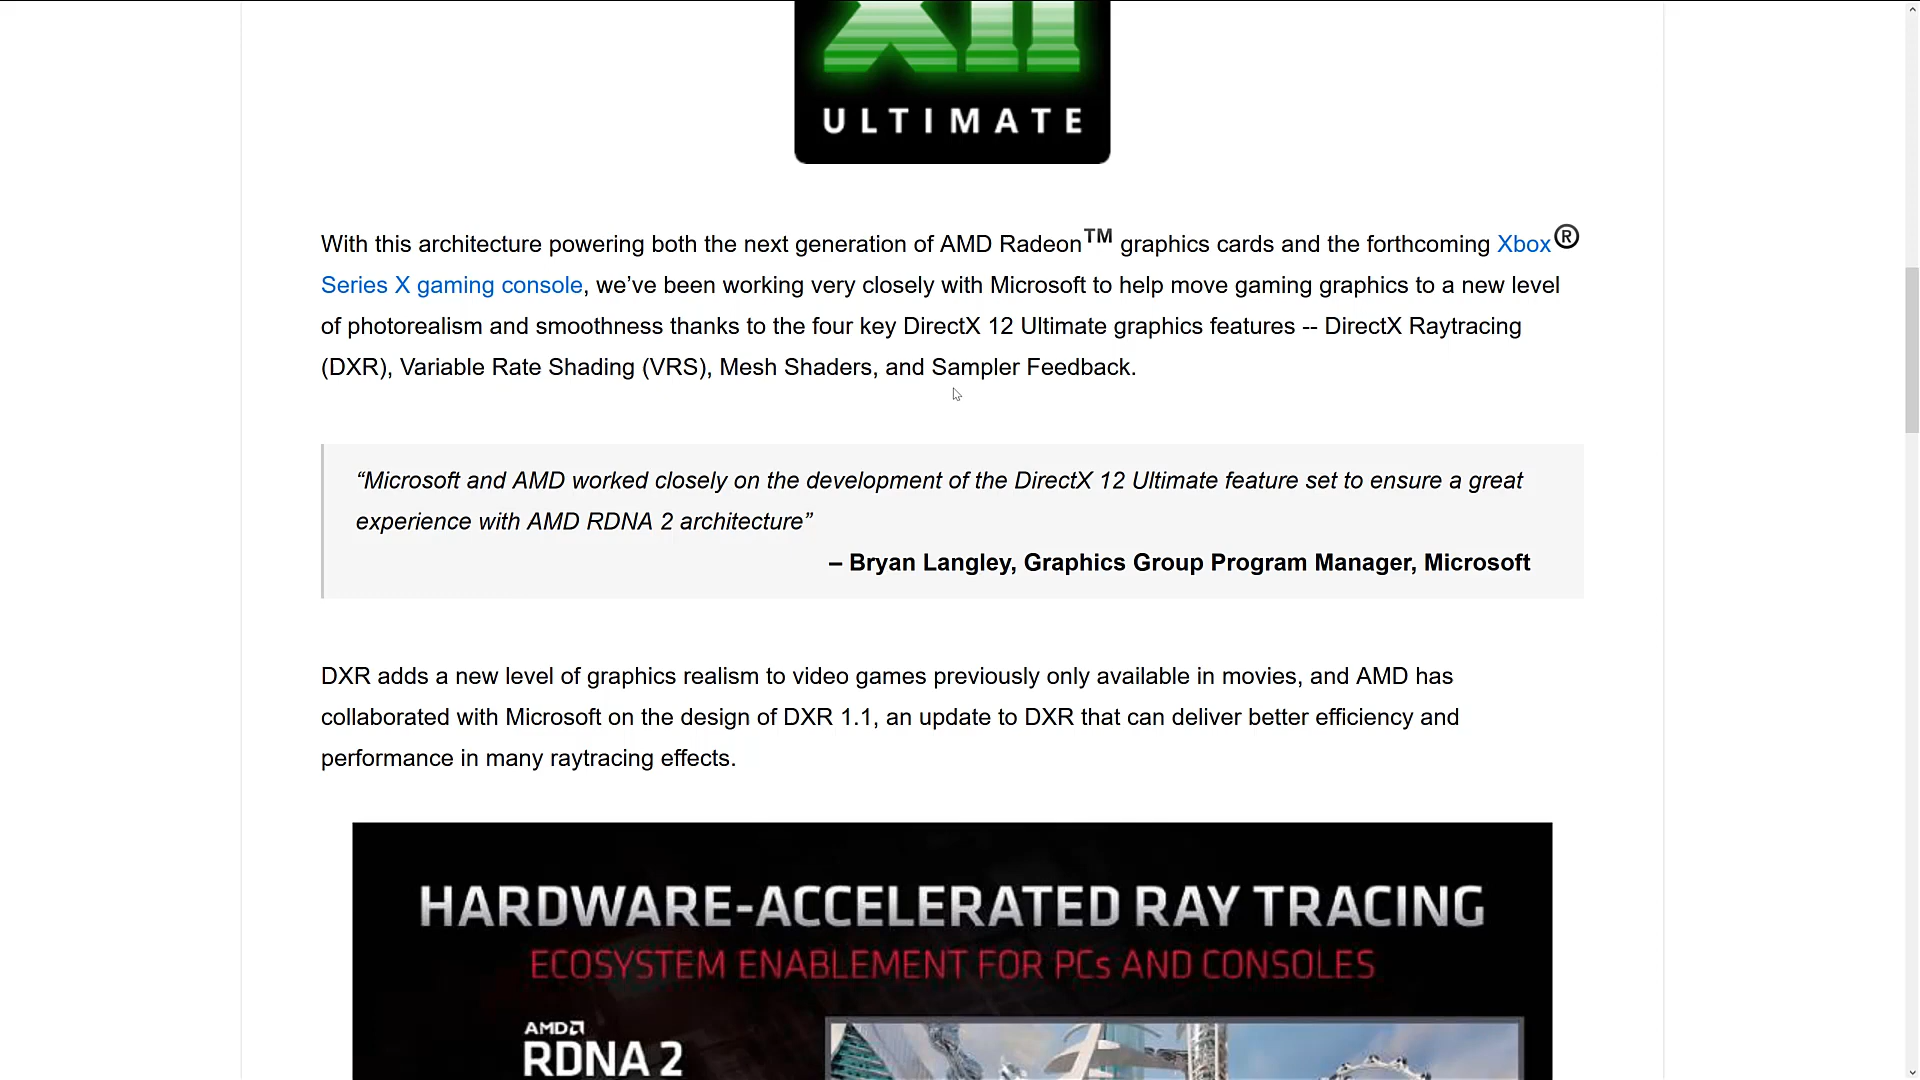 XII
ULTIMATE
With this architecture powering both the next generation of AMD Radeon™ graphics cards and the forthcoming Xbox®
Series X gaming console, we’ve been working very closely with Microsoft to help move gaming graphics to a new level
of photorealism and smoothness thanks to the four key DirectX 12 Ultimate graphics features -- DirectX Raytracing
(DXR), Variable Rate Shading (VRS), Mesh Shaders, and Sampler Feedback.
“Microsoft and AMD worked closely on the development of the DirectX 12 Ultimate feature set to ensure a great
experience with AMD RDNA 2 architecture”
– Bryan Langley, Graphics Group Program Manager, Microsoft
DXR adds a new level of graphics realism to video games previously only available in movies, and AMD has
collaborated with Microsoft on the design of DXR 1.1, an update to DXR that can deliver better efficiency and
performance in many raytracing effects.
HARDWARE-ACCELERATED RAY TRACING
ECOSYSTEM ENABLEMENT FOR PCs AND CONSOLES
AMD
RDNA 2